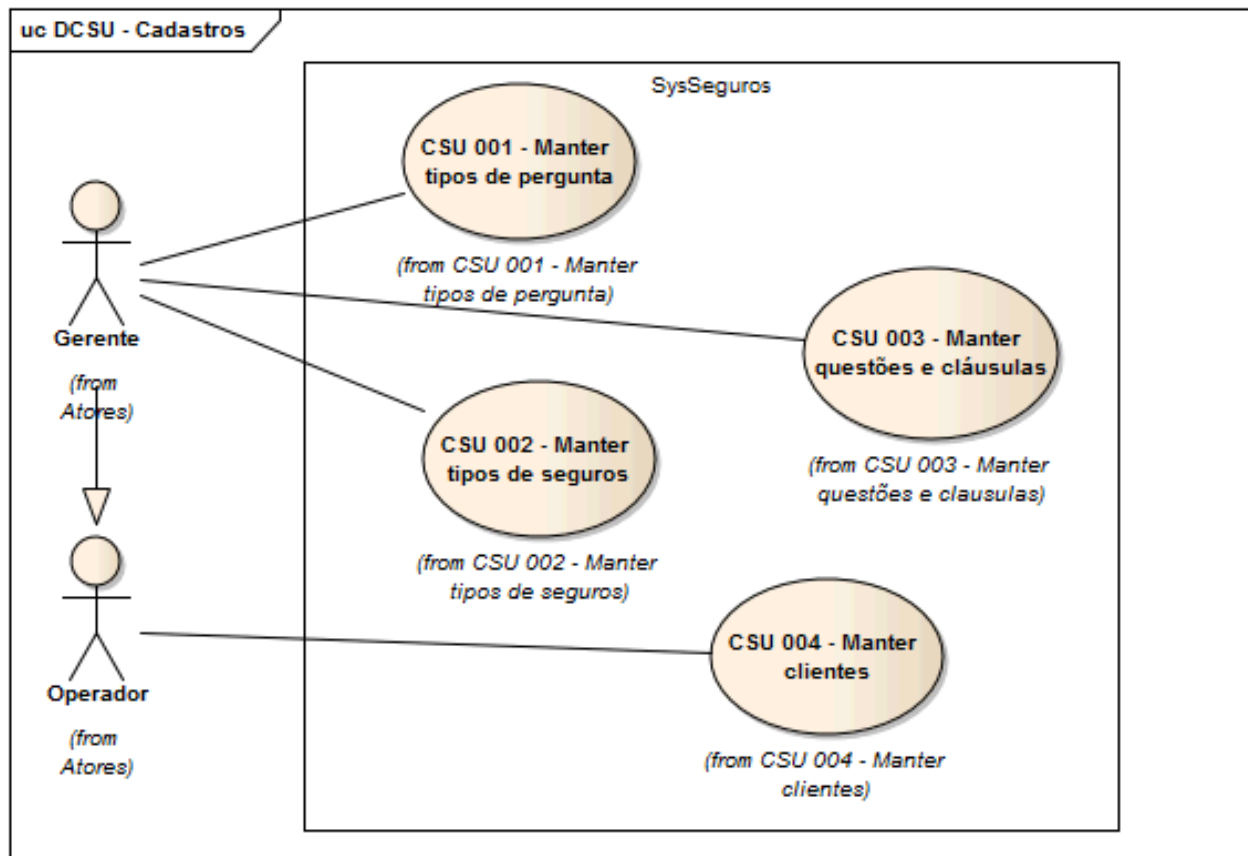 uc DCSU - Cadastros
SysSeguros
CSU 001 - Manter
tipos de pergunta
(from CSU 001 - Manter
tipos de pergunta)
Gerente
(from
Atores)
CSU 003 - Manter
questões e cláusulas
(from CSU 003 - Manter
questões e clausulas)
CSU 002 - Manter
tipos de seguros
(from CSU 002 - Manter
tipos de seguros)
Operador
(from
Atores)
CSU 004 - Manter
clientes
(from CSU 004 - Manter
clientes)